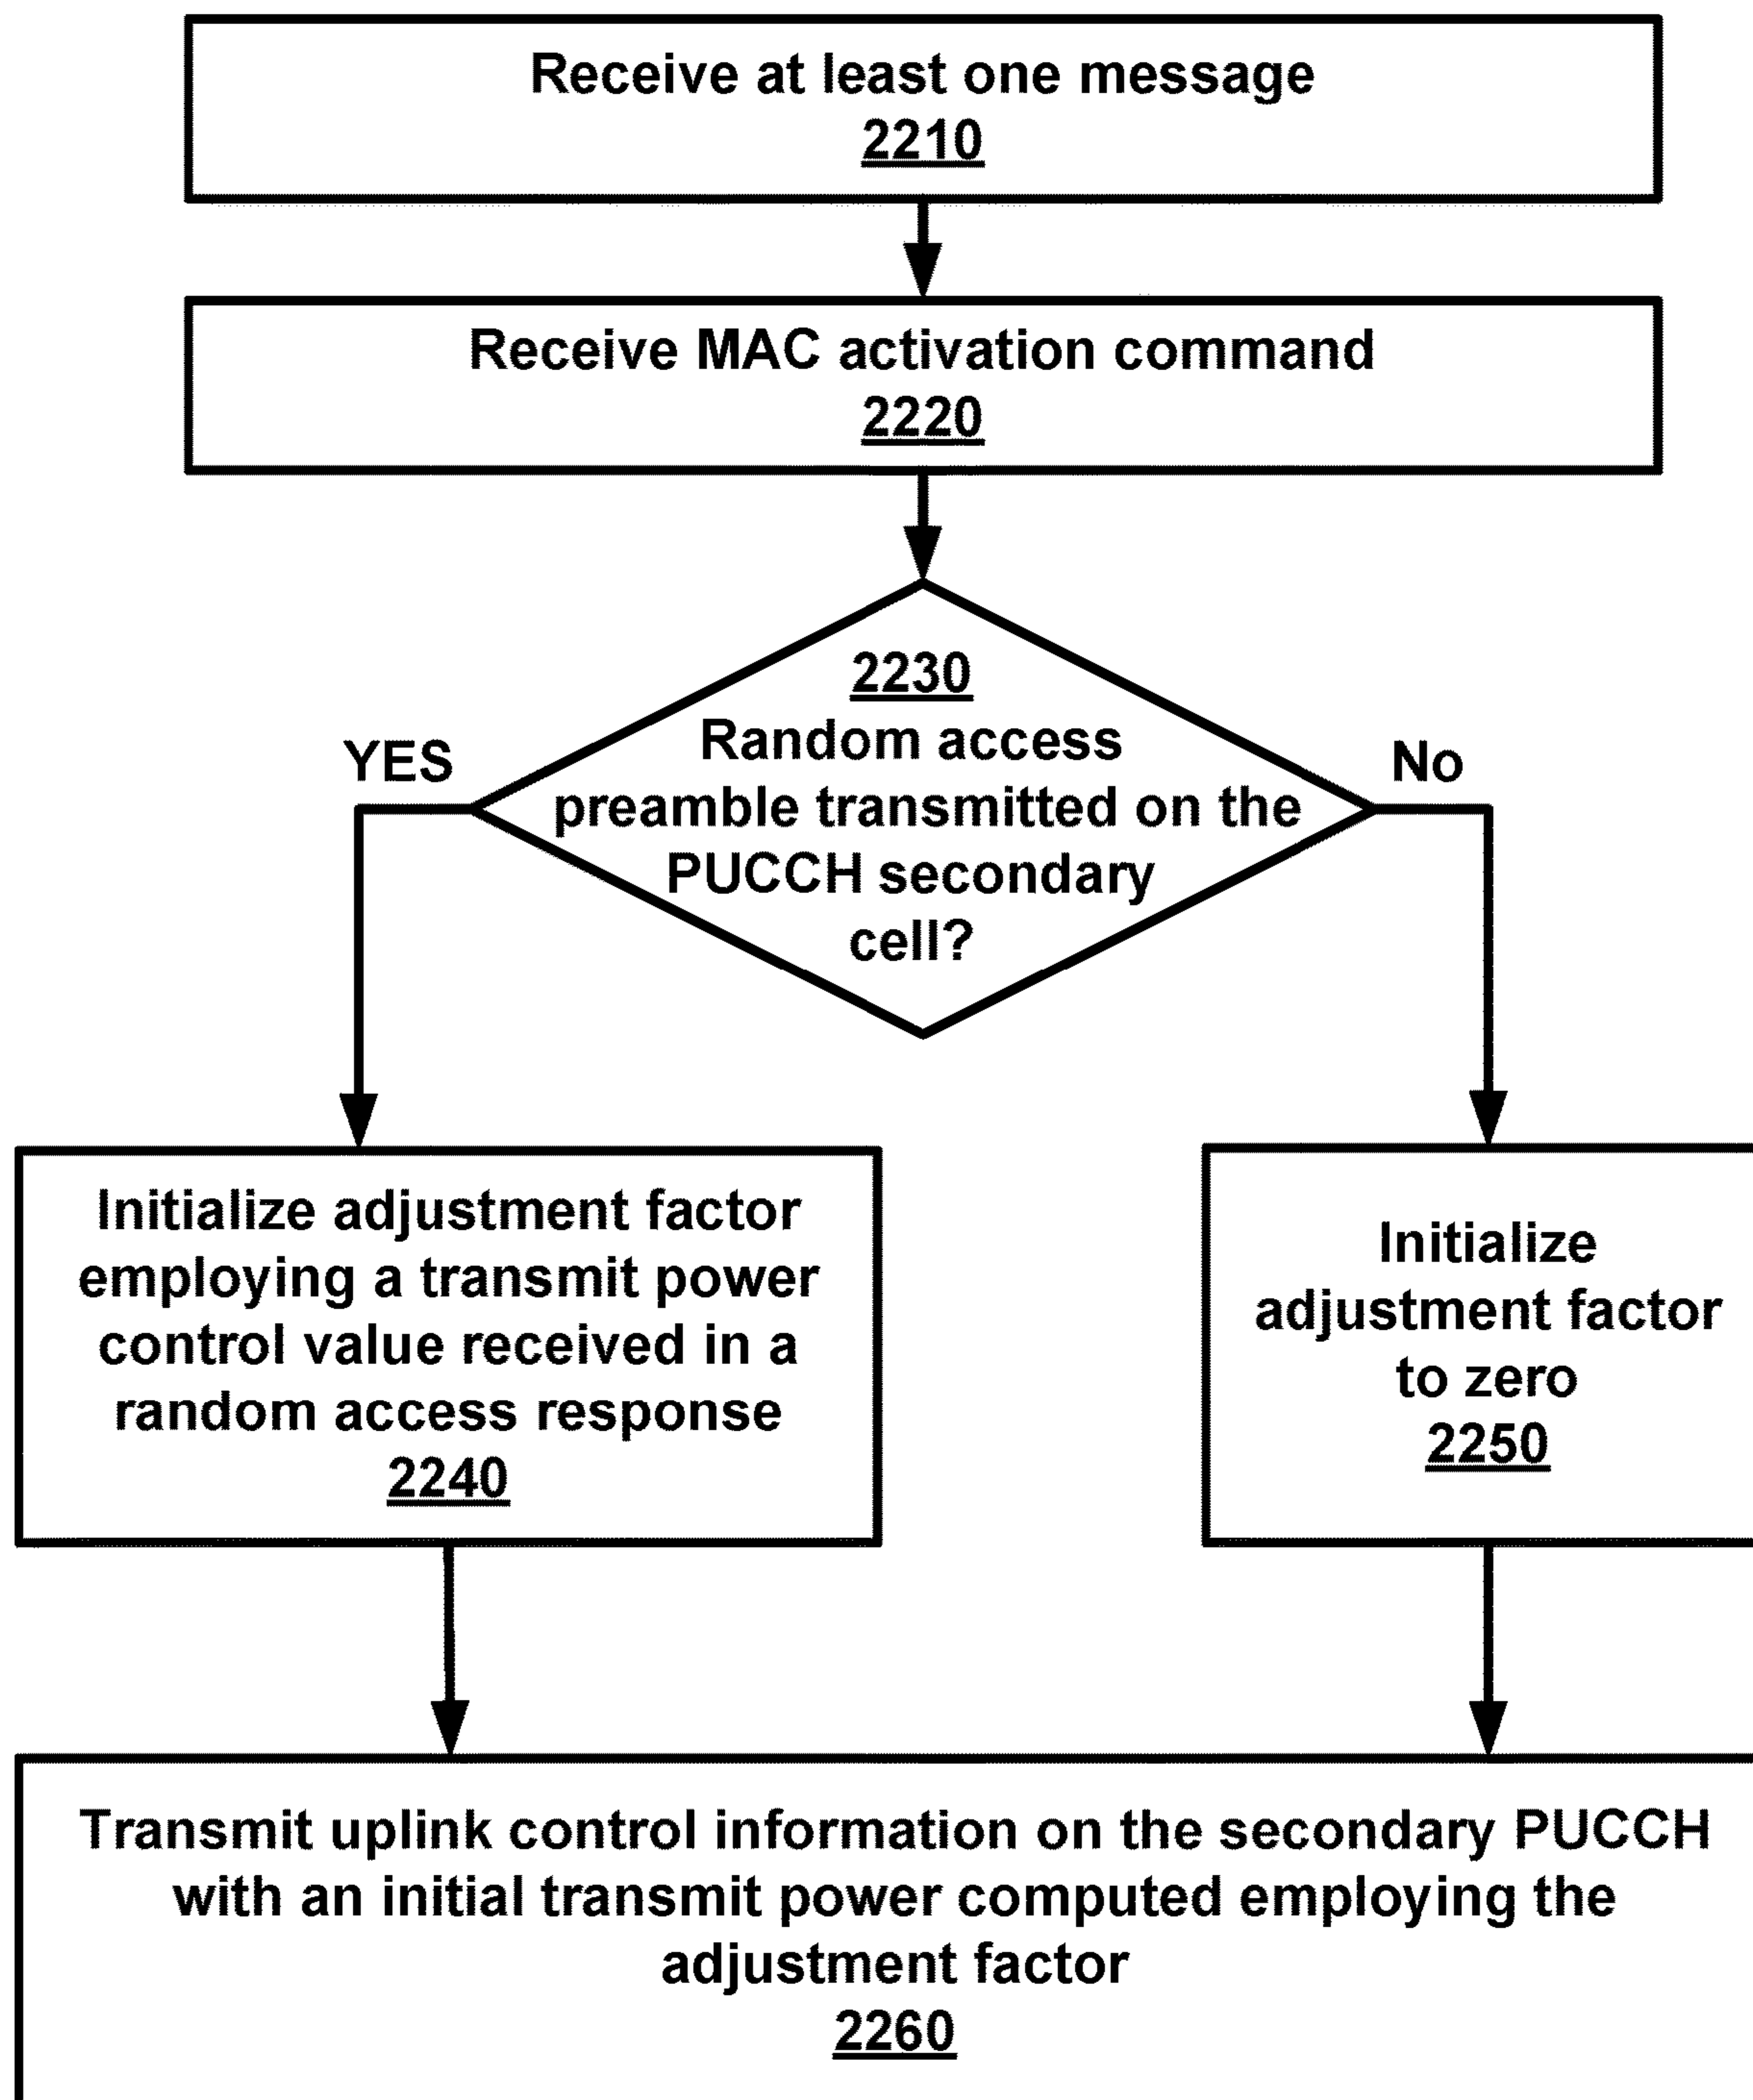 Receive at least one message
2210
Receive MAC activation command
2220
2230
Random access
preamble transmitted on the
PUCCH secondary
cell?
YES
No
Initialize adjustment factor
employing a transmit power
control value received in a
random access response
2240
Initialize
adjustment factor
to zero
2250
Transmit uplink control information on the secondary PUCCH
with an initial transmit power computed employing the
adjustment factor
2260